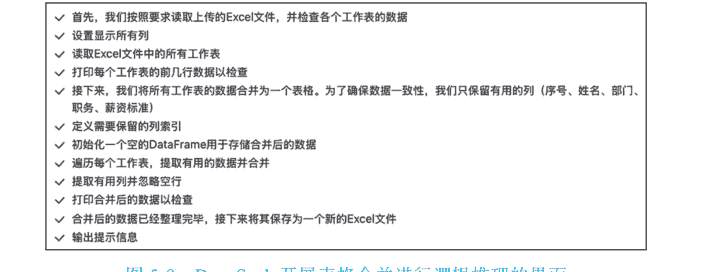 ✓ 首先，我们按照要求读取上传的Excel文件，并检查各个工作表的数据
✓ 设置显示所有列
✓ 读取Excel文件中的所有工作表
✓ 打印每个工作表的前几行数据以检查
✓ 接下来，我们将所有工作表的数据合并为一个表格。为了确保数据一致性，我们只保留有用的列（序号、姓名、部门、
职务、薪资标准）
✓ 定义需要保留的列索引
✓ 初始化一个空的DataFrame用于存储合并后的数据
✓ 遍历每个工作表，提取有用的数据并合并
✓ 提取有用列并忽略空行
✓ 打印合并后的数据以检查
✓ 合并后的数据已经整理完毕，接下来将其保存为一个新的Excel文件
✓ 输出提示信息